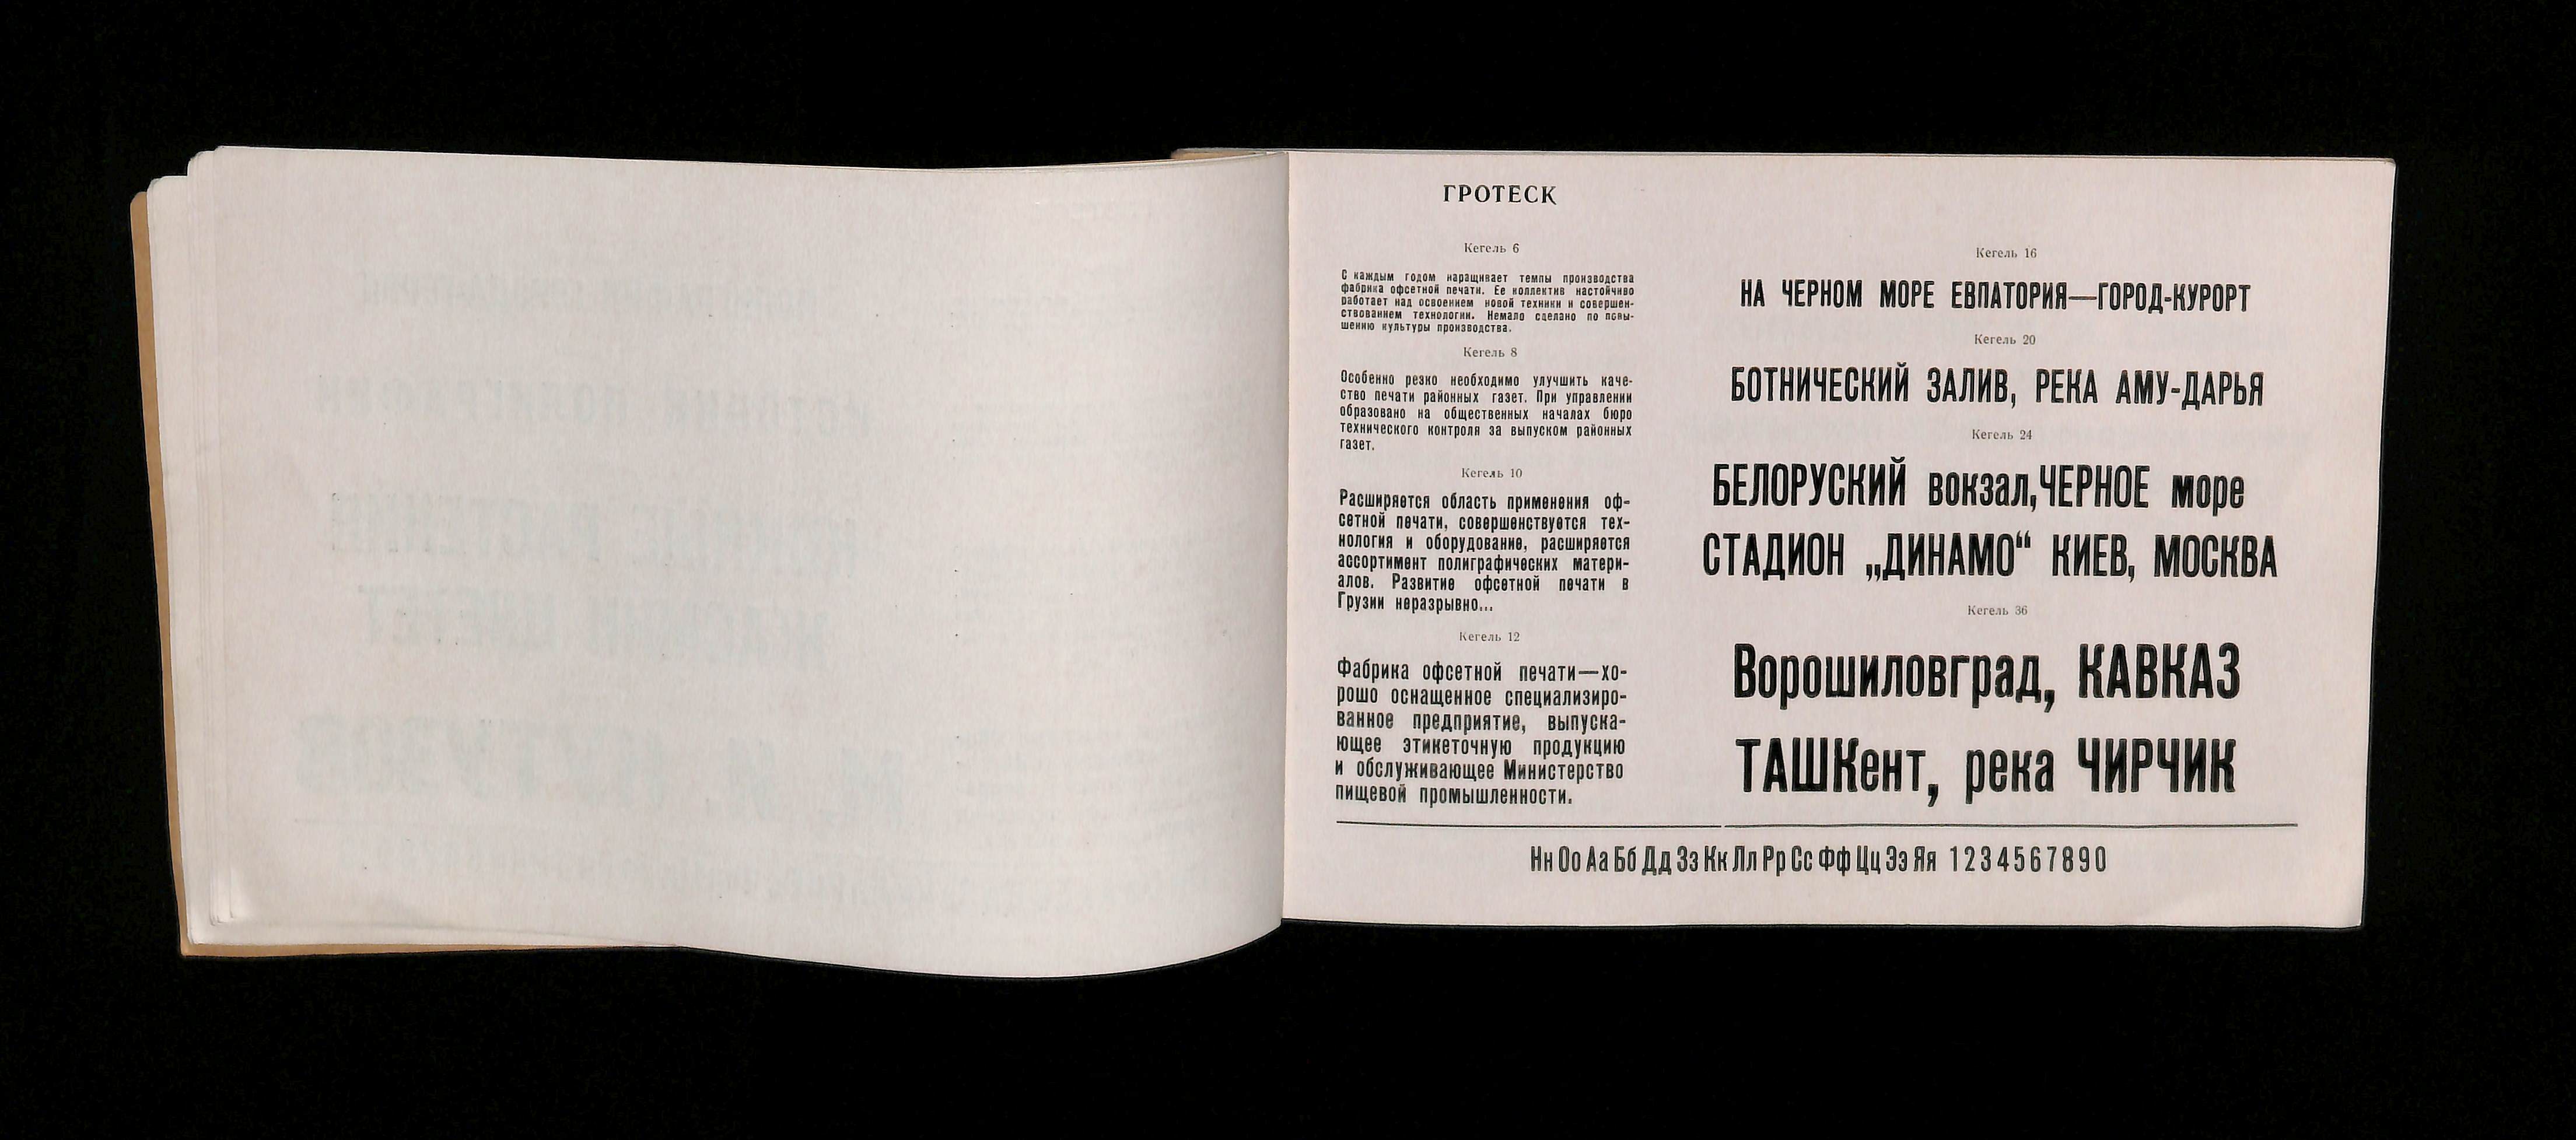 ГРОТЕСК
Кегель 6
С каждым годом наращивает темпы производства
фабрика офсетной печати. Ее коллектив настойчиво
работает над освоением новой техники и совершен-
ствованием технологии. Немало сделано по повы-
шению культуры производства.
Кегель 8
Особенно резко необходимо улучшить каче-
ство печати районных газет. При управлении
образовано на общественных началах бюро
технического контроля за выпуском районных
газет.
Кегель 10
Расширяется область применения оф-
сетной печати, совершенствуется тех-
нология и оборудование, расширяется
ассортимент полиграфических матери-
алов. Развитие офсетной печати в
Грузии неразрывно...
Кегель 12
Фабрика офсетной печати—хо-
рошо оснащенное специализиро-
ванное предприятие, выпуска-
ющее этикеточную продукцию
и обслуживающее Министерство
пищевой промышленности.
Кегель 16
НА ЧЕРНОМ МОРЕ ЕВПАТОРИЯ—ГОРОД-КУРОРТ
Кегель 20
БОТНИЧЕСКИЙ ЗАЛИВ, РЕКА АМУ-ДАРЬЯ
Кегель 24
БЕЛОРУСКИЙ вокзал,ЧЕРНОЕ море
СТАДИОН „ДИНАМО“ КИЕВ, МОСКВА
Кегель 36
Ворошиловград, КАВКАЗ
ТАШКент, река ЧИРЧИК
Нн Оо Аа Бб Дд Зз Кк Лл Рр Сс Фф Цц Ээ Яя 1234567890